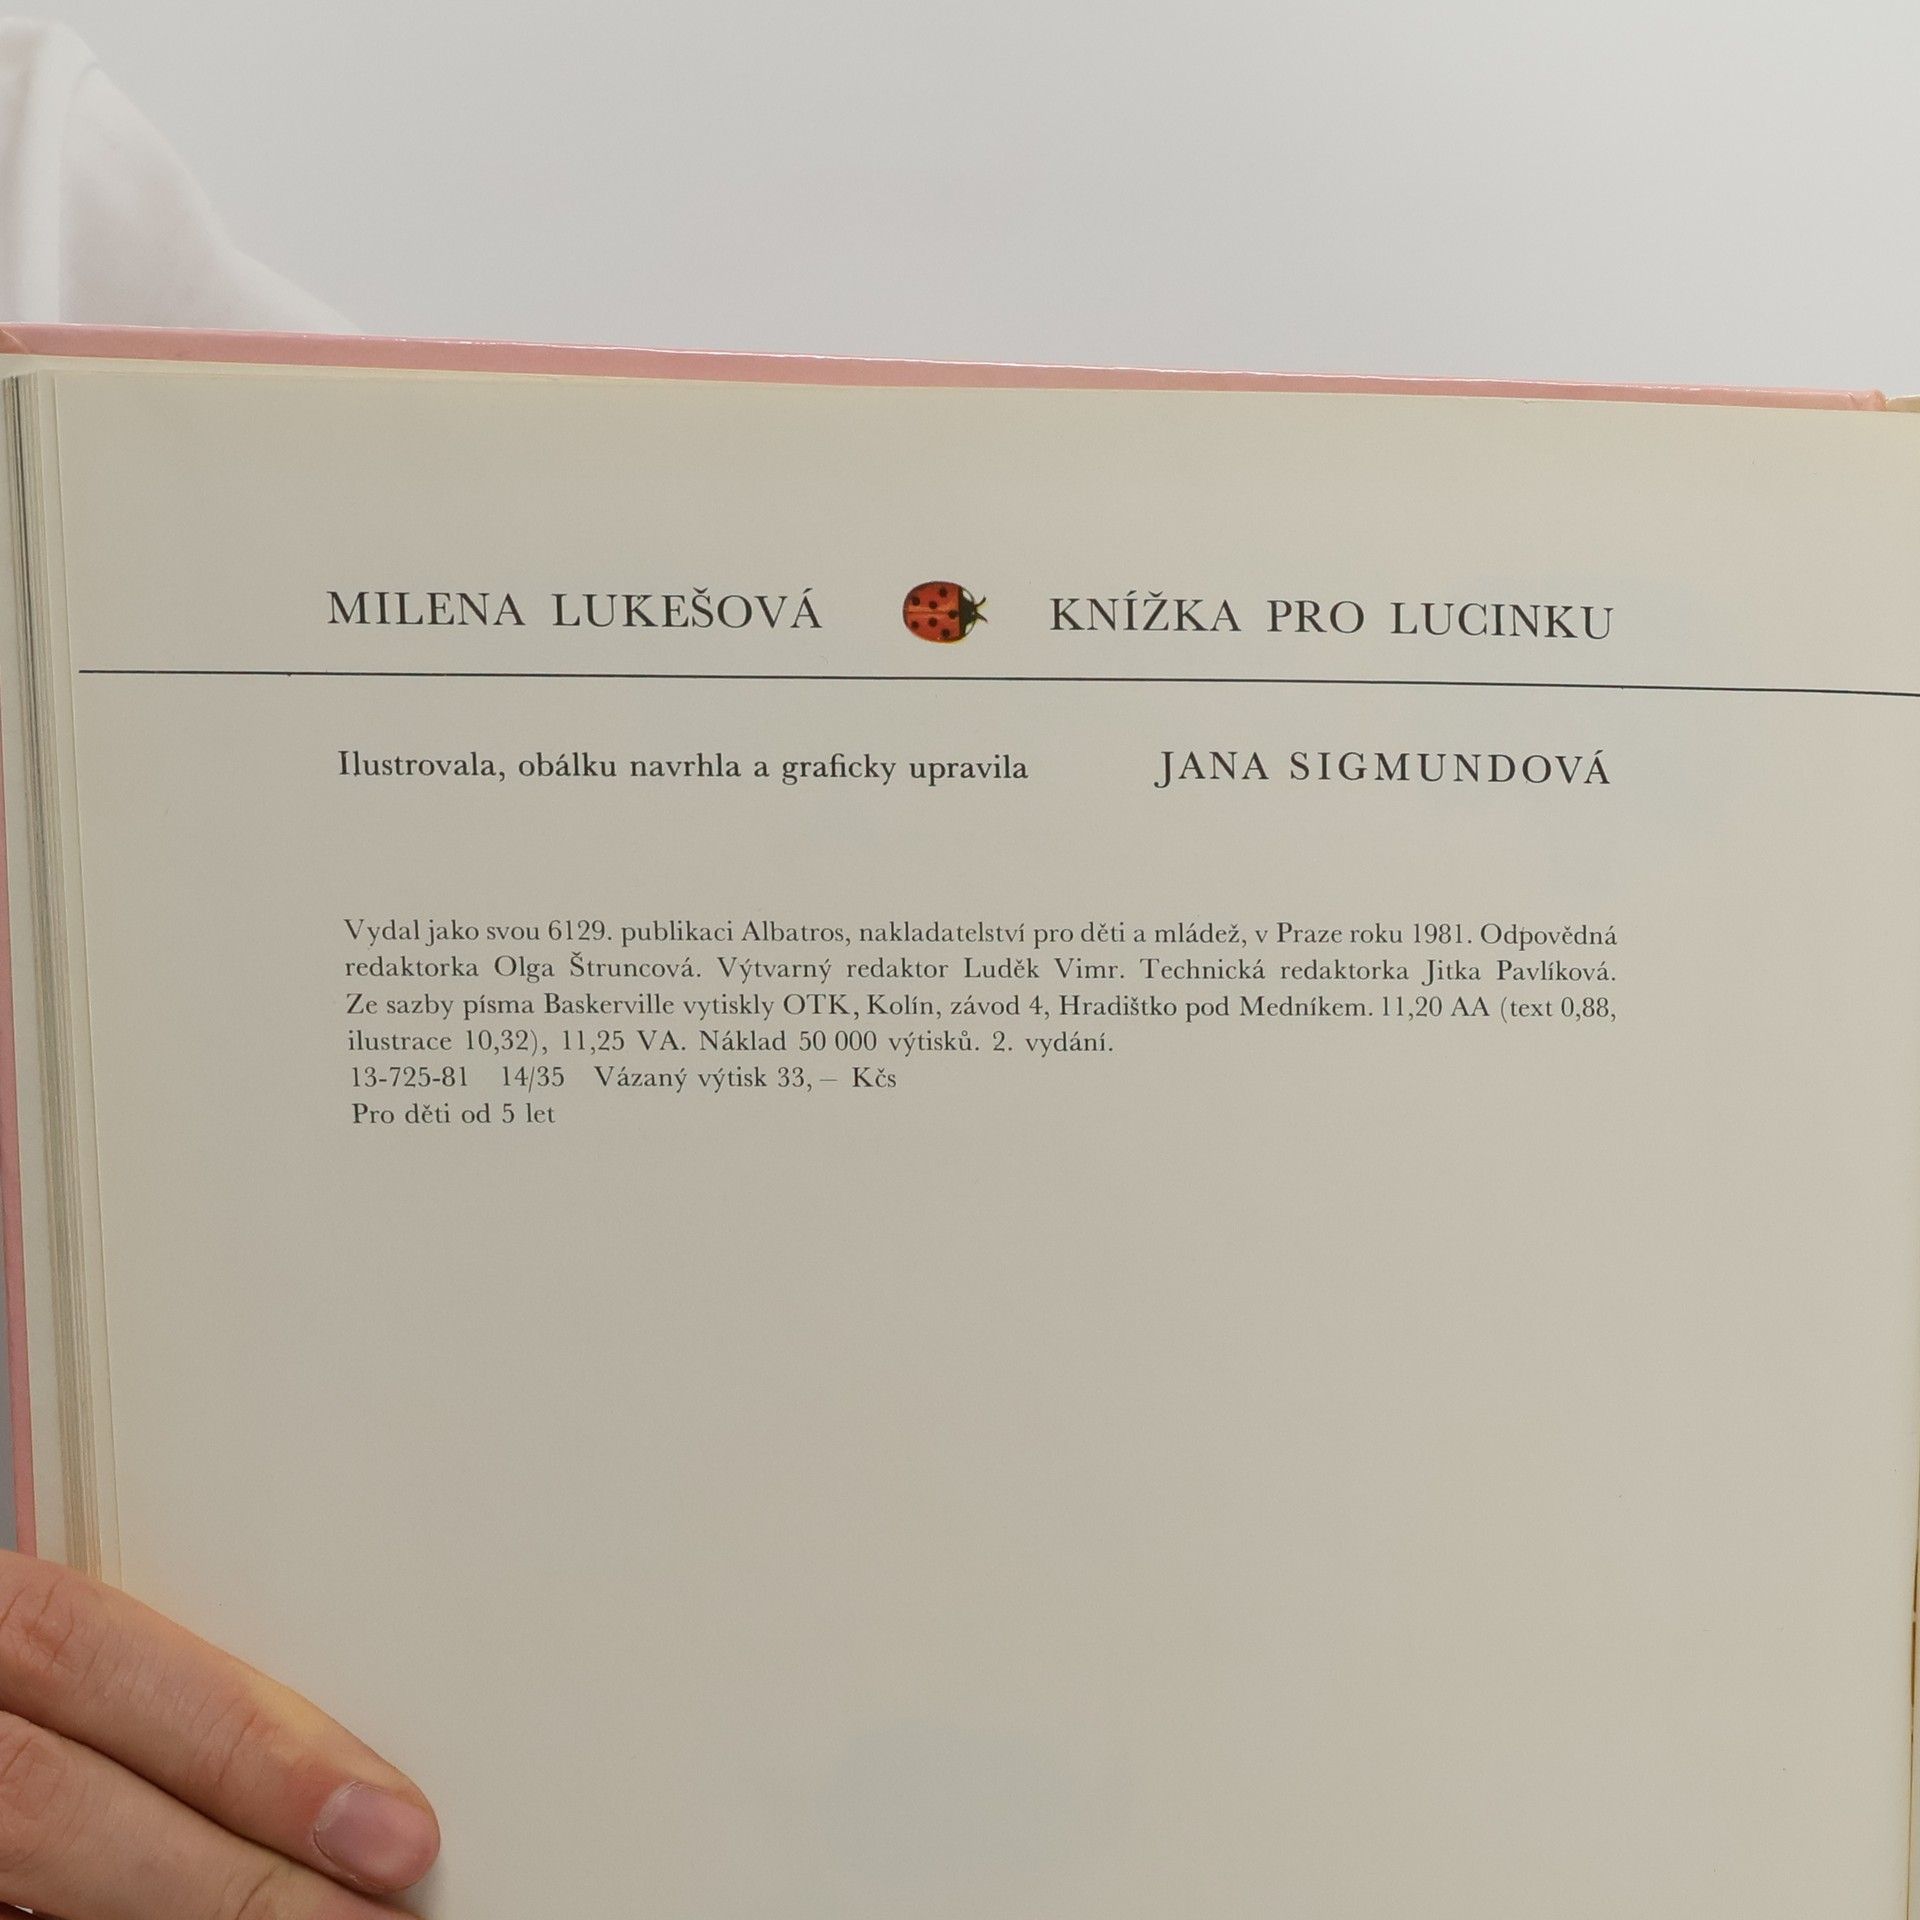 MILENA LUKEŠOVÁ KNÍŽKA PRO LUCINKU
Ilustrovala, obálku navrhla a graficky upravila JANA SIGMUNDOVÁ
Vydal jako svou 6129. publikaci Albatros, nakladatelství pro děti a mládež, v Praze roku 1981. Odpovědná
redaktorka Olga Štruncová. Výtvarný redaktor Luděk Vimr. Technická redaktorka Jitka Pavlíková.
Ze sazby písma Baskerville vytiskly OTK, Kolín, závod 4, Hradištko pod Medníkem. 11,20 AA (text 0,88,
ilustrace 10,32), 11,25 VA. Náklad 50 000 výtisků. 2. vydání.
13-725-81 14/35 Vázaný výtisk 33,— Kčs
Pro děti od 5 let